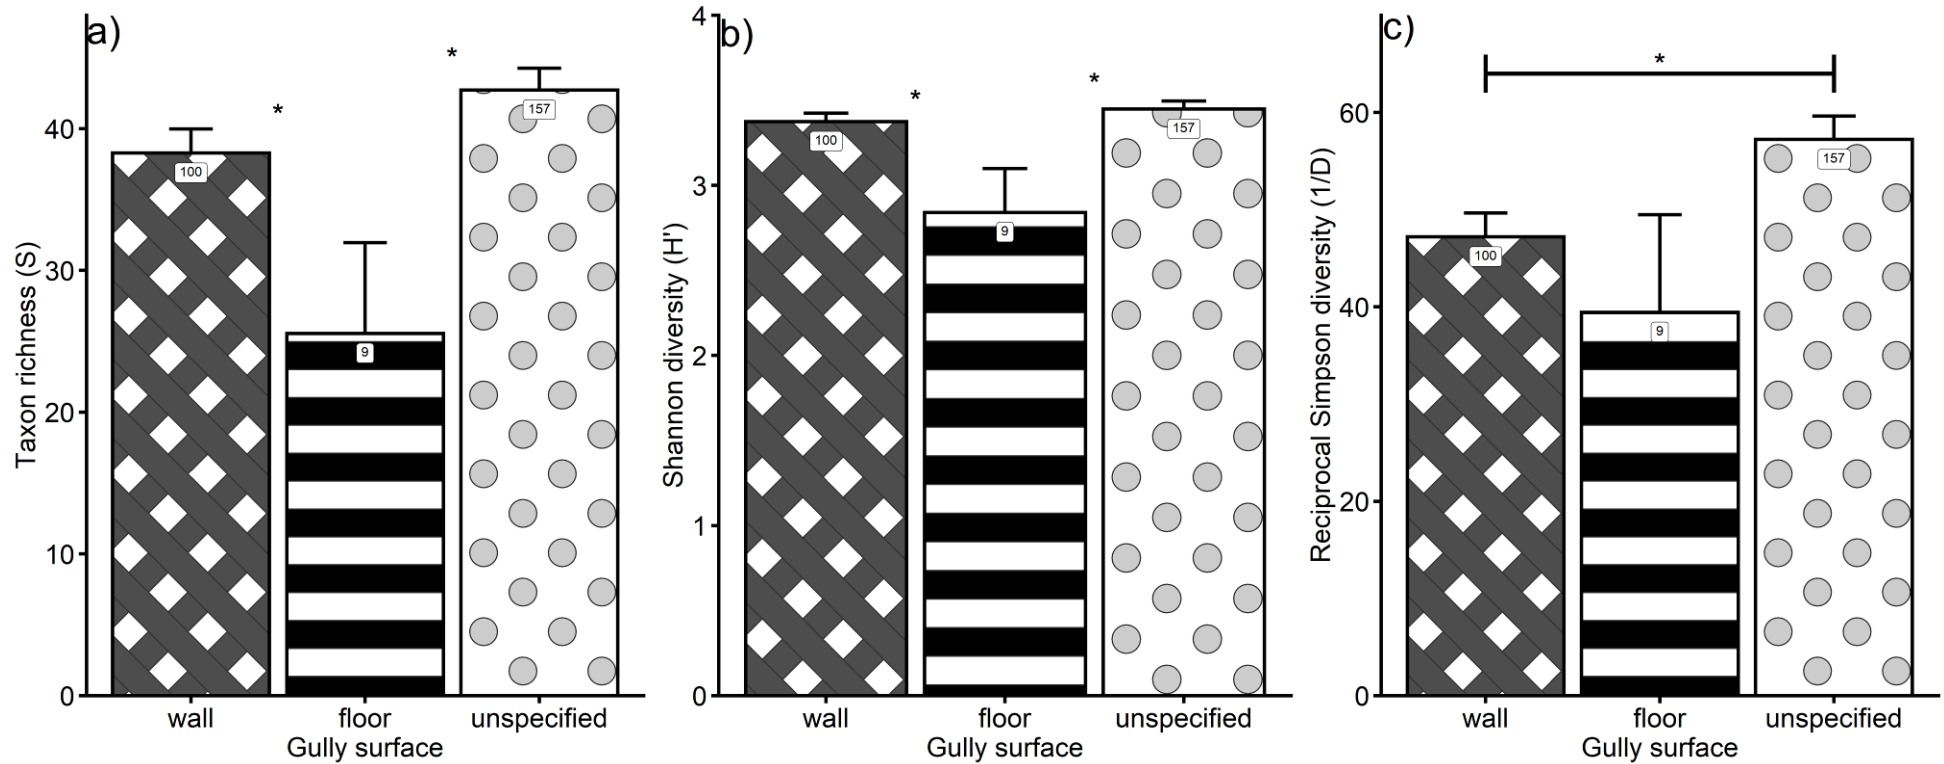 a)
Taxon richness (S)
40
30
20
10
0
*
*
100
9
157
wall floor unspecified
Gully surface
b)
Shannon diversity (H')
4
3
2
1
0
*
*
100
9
157
wall floor unspecified
Gully surface
c)
Reciprocal Simpson diversity (1/D)
60
40
20
0
*
100
9
157
wall floor unspecified
Gully surface